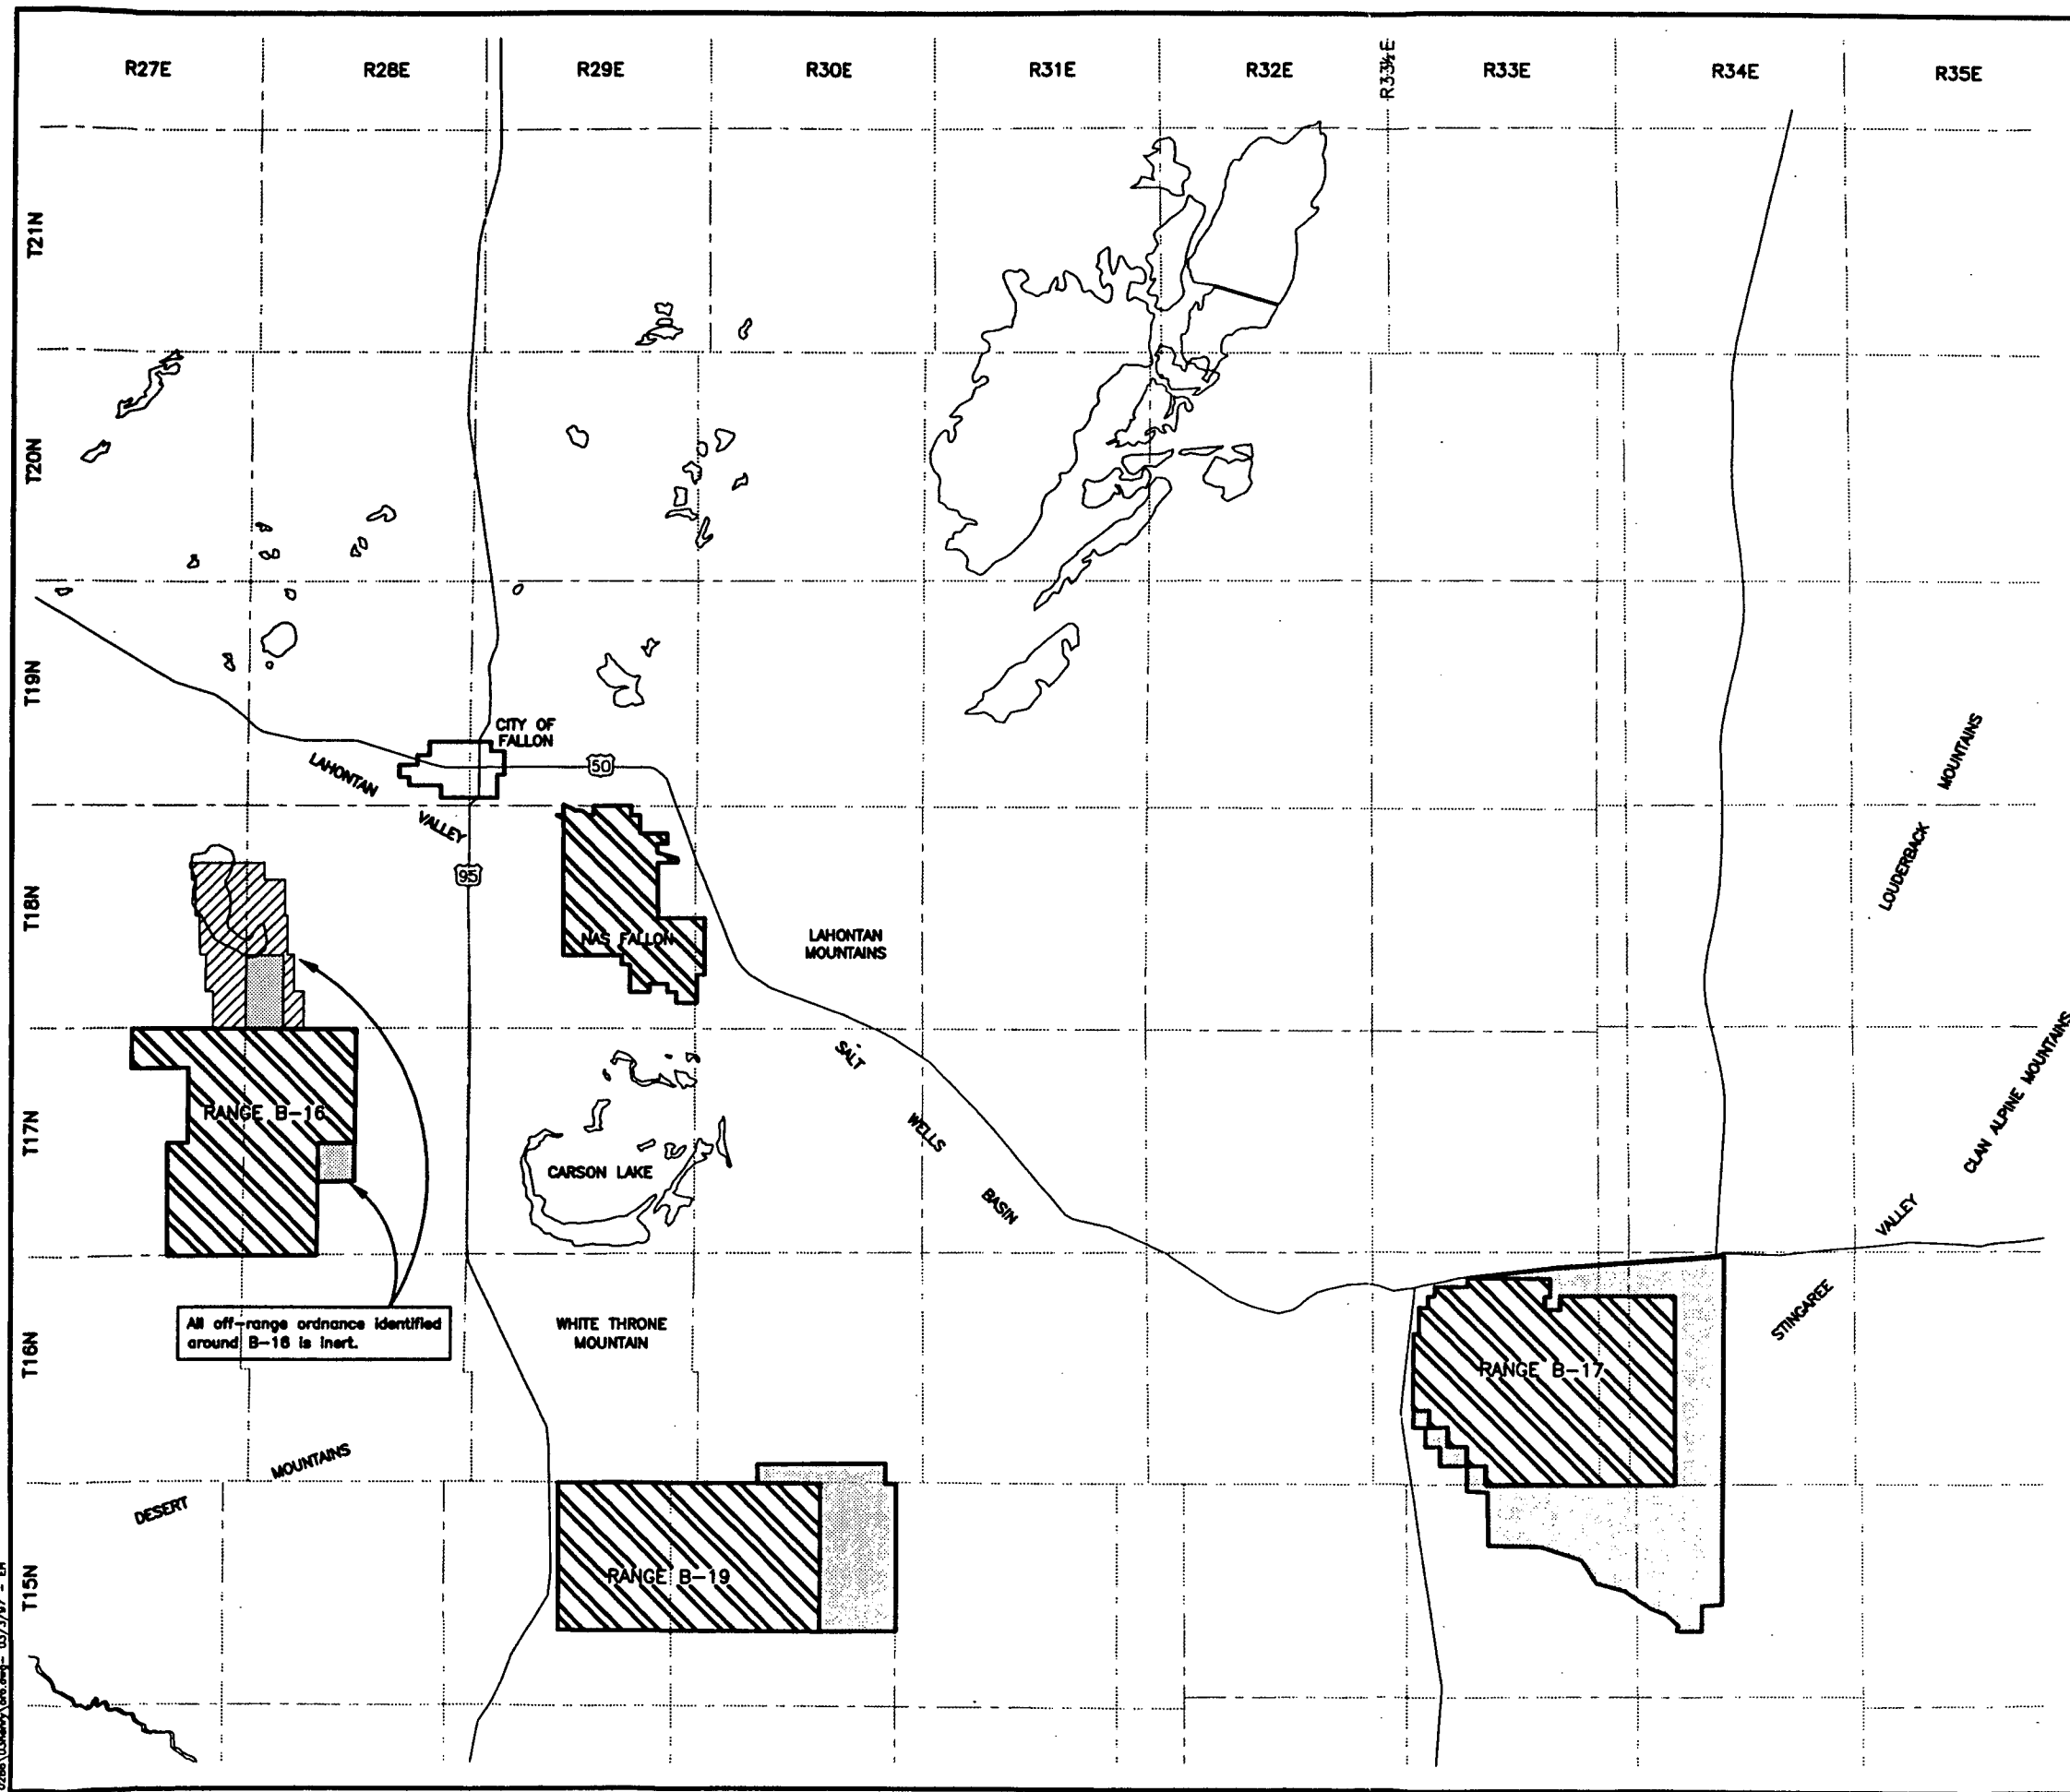 R27E
R28E
R29E
R30E
R31E
R32E
R33½E
R33E
R34E
R35E
T21N
T20N
T19N
CITY OF
FALLON
50
LAHONTAN
VALLEY
95
MOUNTAINS
LOUDERBACK
T18N
NAS FALLON
LAHONTAN
MOUNTAINS
SALT
WELLS
BASIN
CLAN ALPINE MOUNTAINS
T17N
RANGE B-16
CARSON LAKE
VALLEY
STINGAREE
All off-range ordnance identified
around B-16 is inert.
WHITE THRONE
MOUNTAIN
T16N
RANGE B-17
MOUNTAINS
DESERT
T15N
RANGE B-19